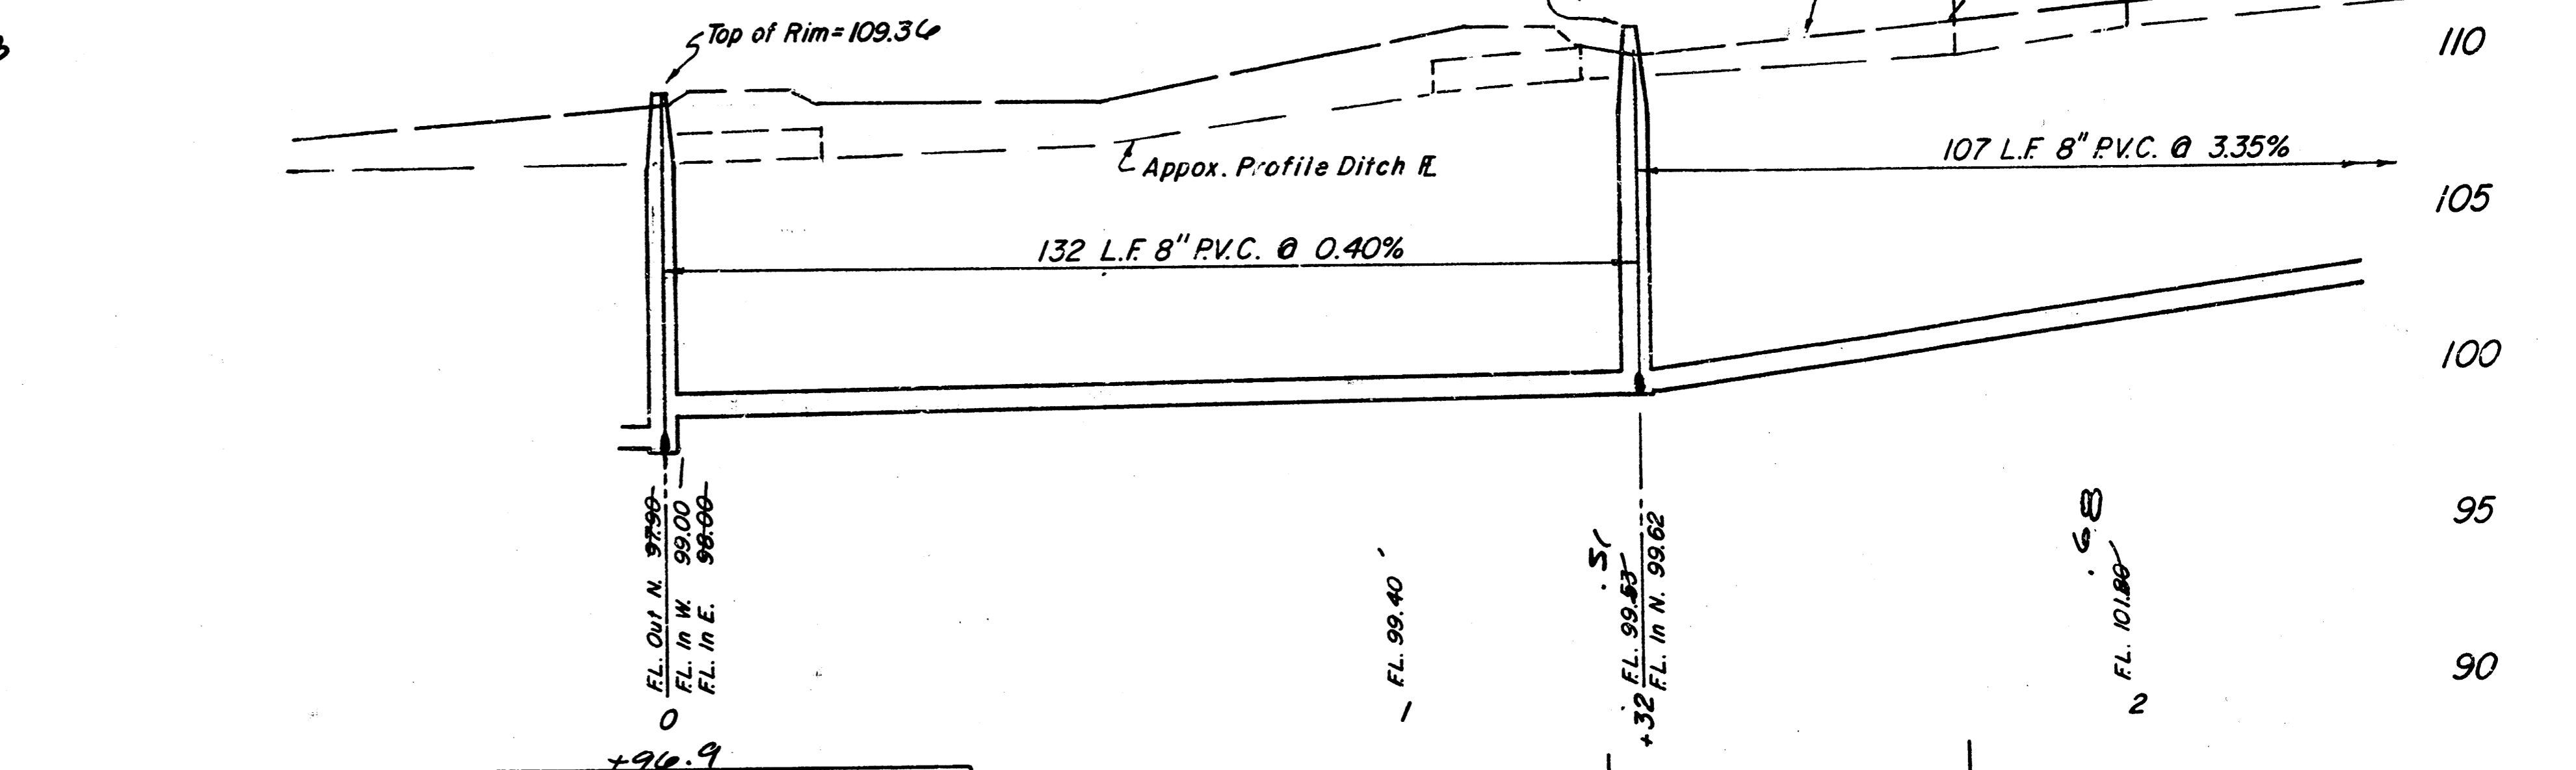 Top of Rim=109.36
110
107 L.F. 8" P.V.C. @ 3.35%
Appox. Profile Ditch ⅊
105
132 L.F. 8" P.V.C. @ 0.40%
100
95
F.L. Out N. 97.90
F.L. In W. 99.00
F.L. In E. 98.00
F.L. 99.40
.51
F.L. 99.53
F.L. In N. 99.62
.68
F.L. 101.80
90
0
1
+32
2
+96.9